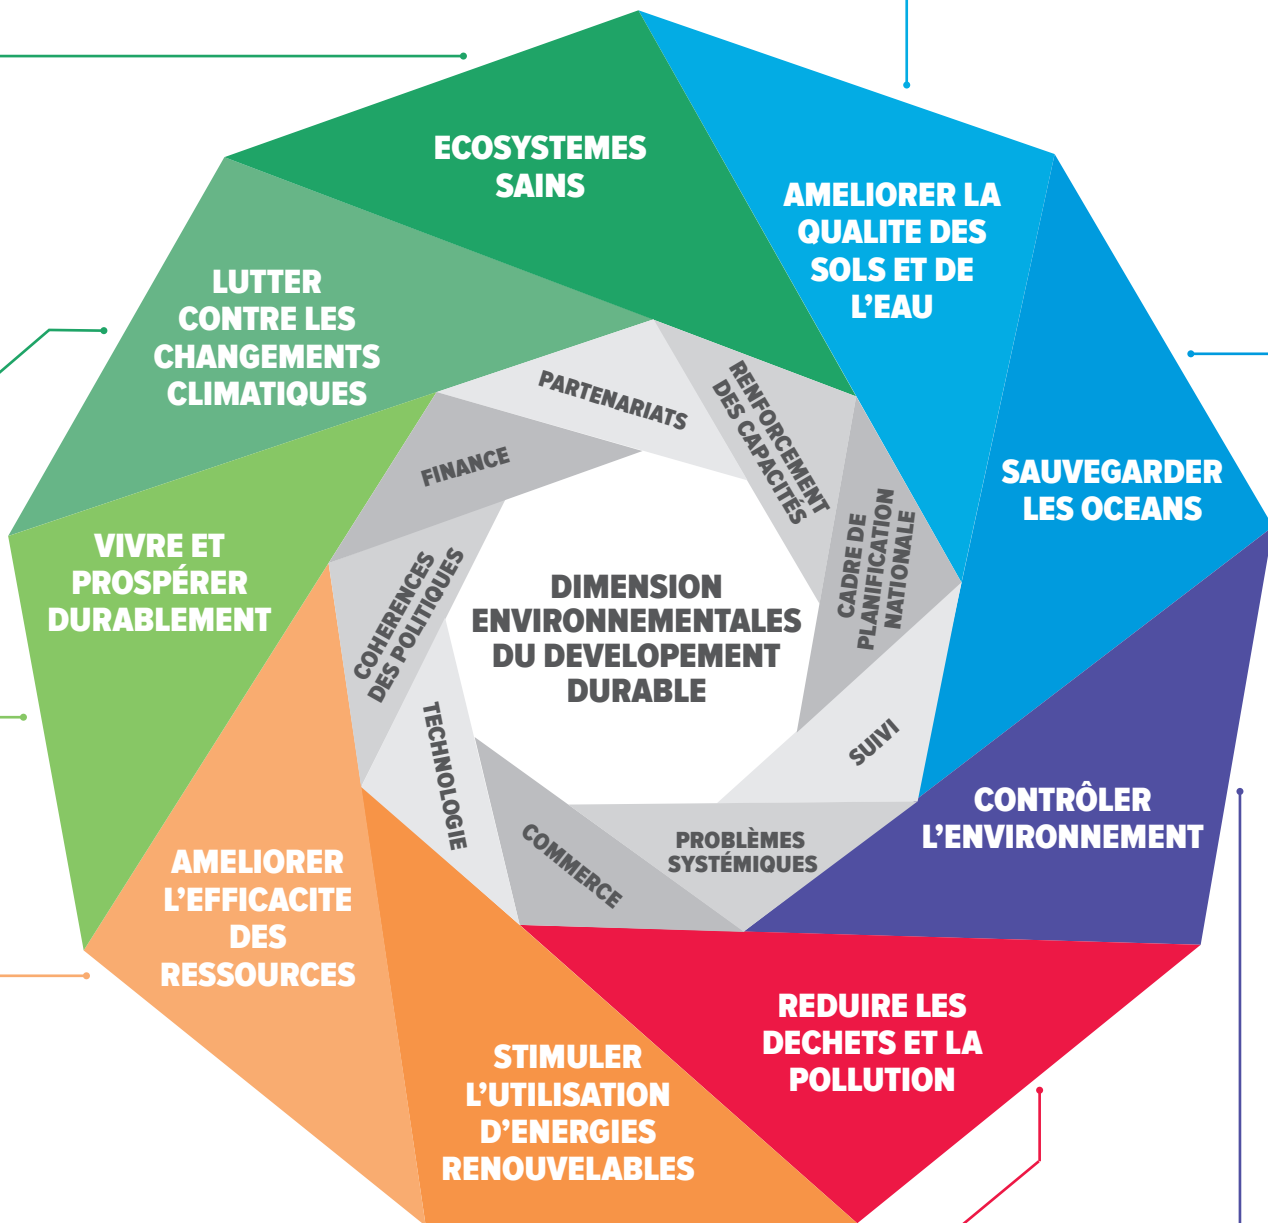 ECOSYSTEMES
SAINS
AMELIORER LA
QUALITE DES
SOLS ET DE
L’EAU
SAUVEGARDER
LES OCEANS
CONTRÔLER
L’ENVIRONNEMENT
REDUIRE LES
DECHETS ET LA
POLLUTION
STIMULER
L’UTILISATION
D’ENERGIES
RENOUVELABLES
AMELIORER
L’EFFICACITE
DES
RESSOURCES
VIVRE ET
PROSPÉRER
DURABLEMENT
LUTTER
CONTRE LES
CHANGEMENTS
CLIMATIQUES
PARTENARIATS
RENFORCEMENT
DES CAPACITÉS
CADRE DE
PLANIFICATION
NATIONALE
SUIVI
PROBLÈMES
SYSTÉMIQUES
COMMERCE
TECHNOLOGIE
COHERENCES
DES POLITIQUES
FINANCE
DIMENSION
ENVIRONNEMENTALES
DU DEVELOPEMENT
DURABLE